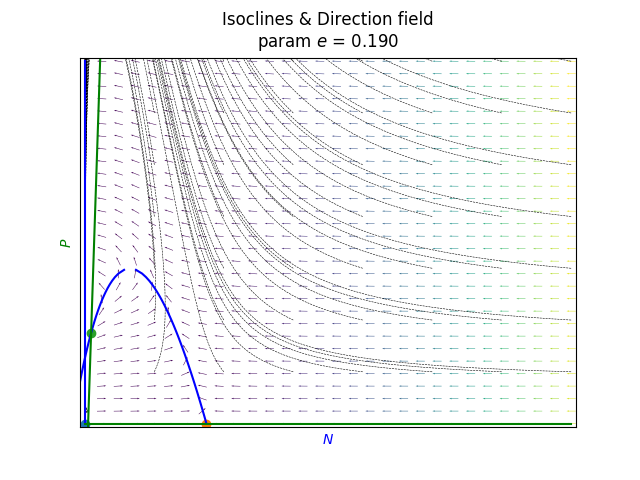 Isoclines & Direction field
param e = 0.190
P
N